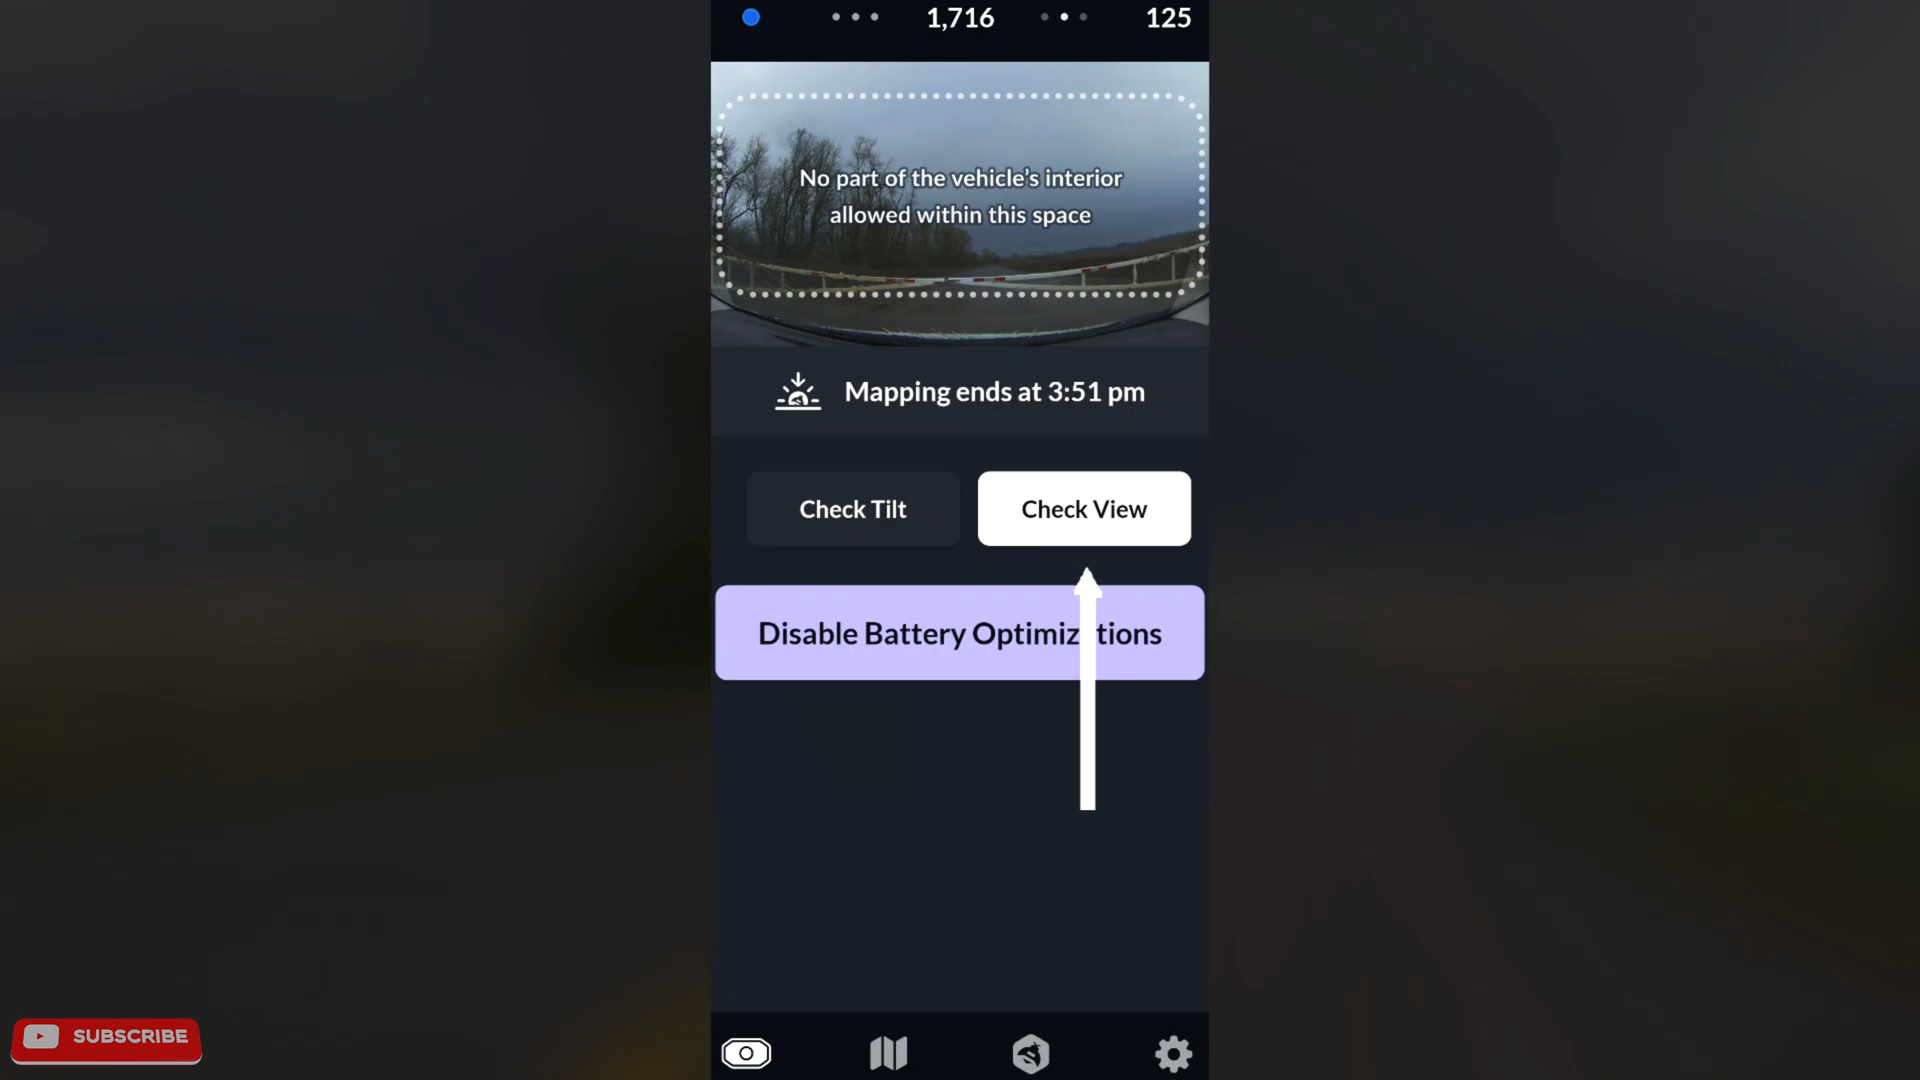 1,716
125
No part of the vehicle's interior
allowed within this space
Mapping ends at 3:51 pm
Check Tilt
Check View
Disable Battery Optimiz tions
SUBSCRIBE